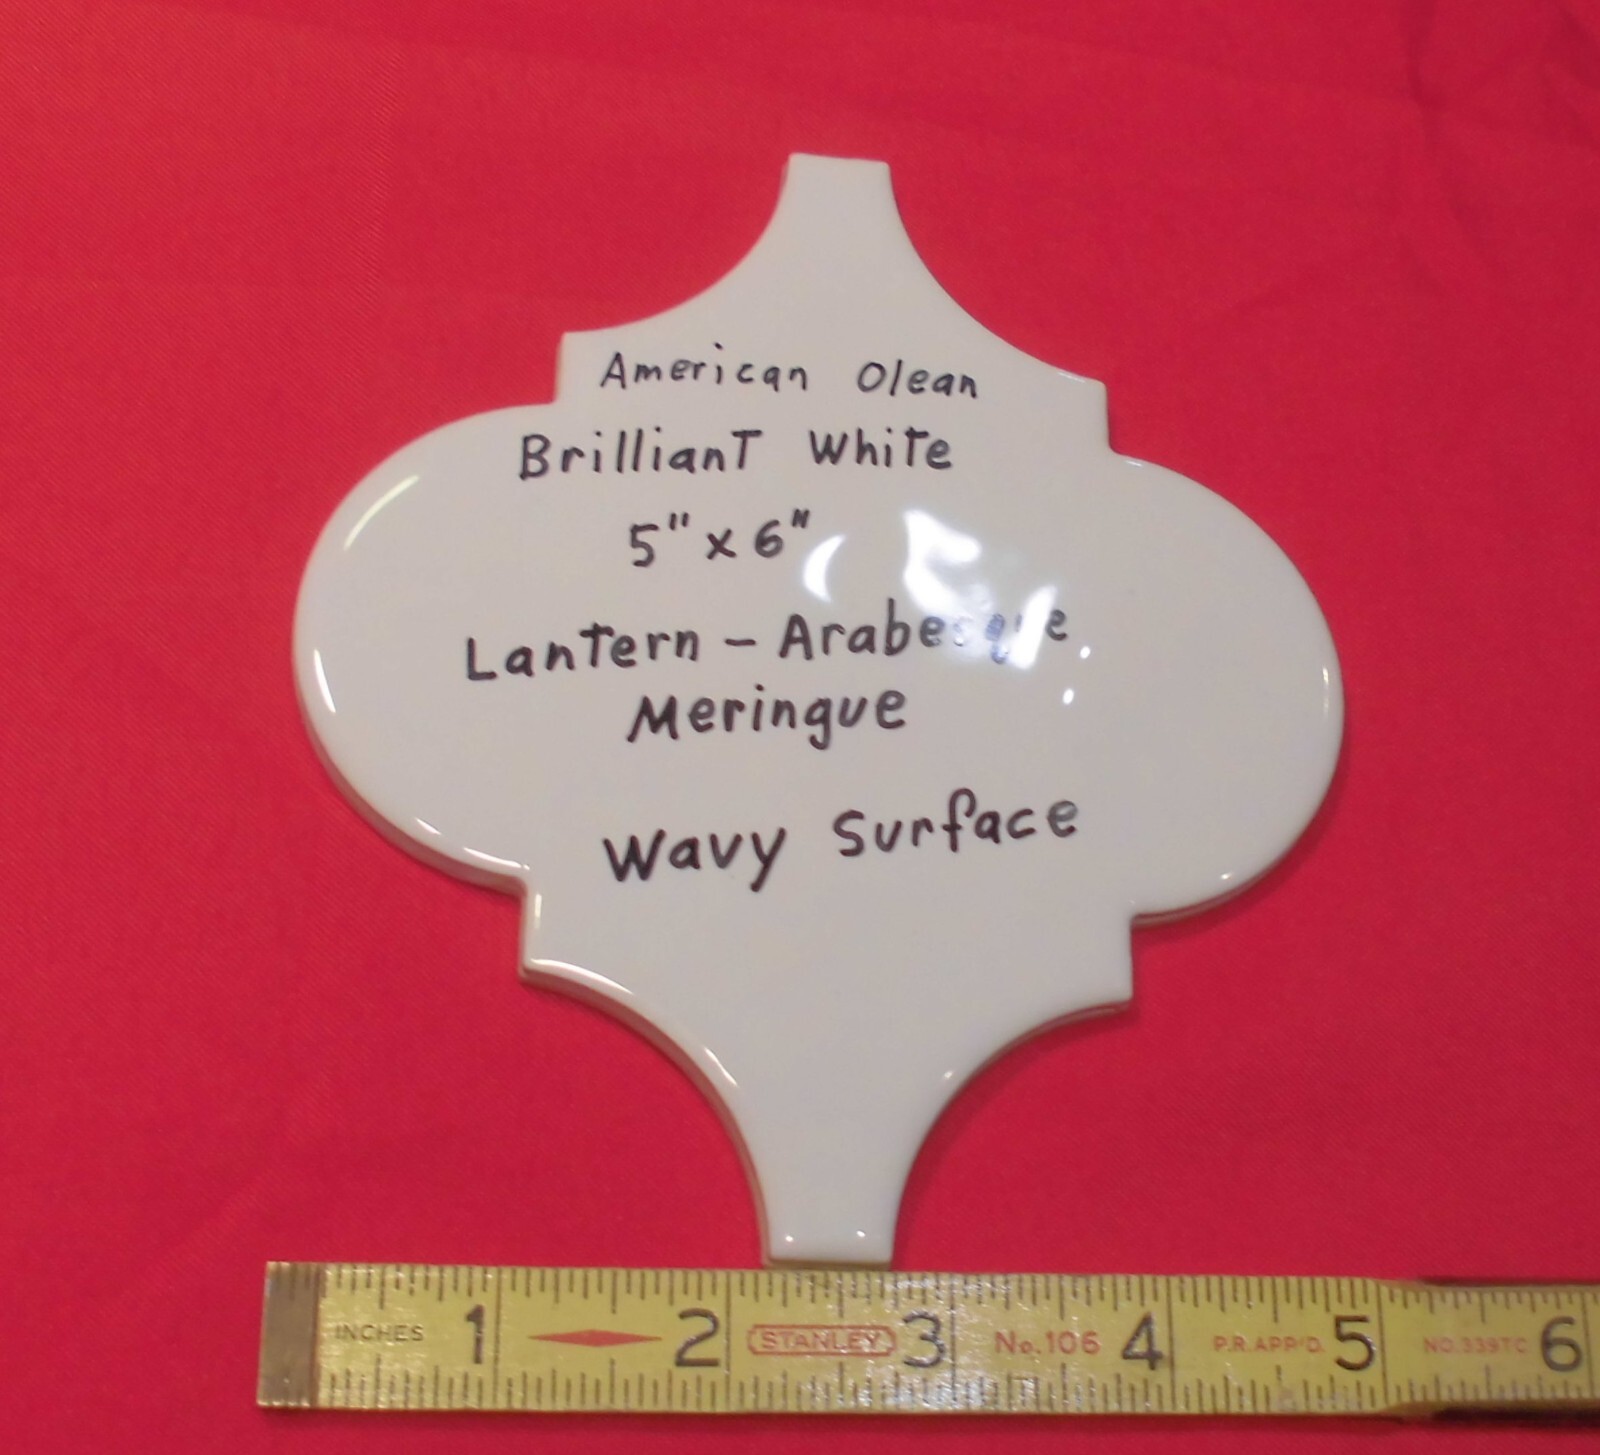 American Olean
Brilliant White
5" x 6"
Lantern - Arabesque
Meringue
Wavy Surface
INCHES 1 2 STANLEY 3 No. 106 4 P.R. APP'D. 5 NO. 339TC 6